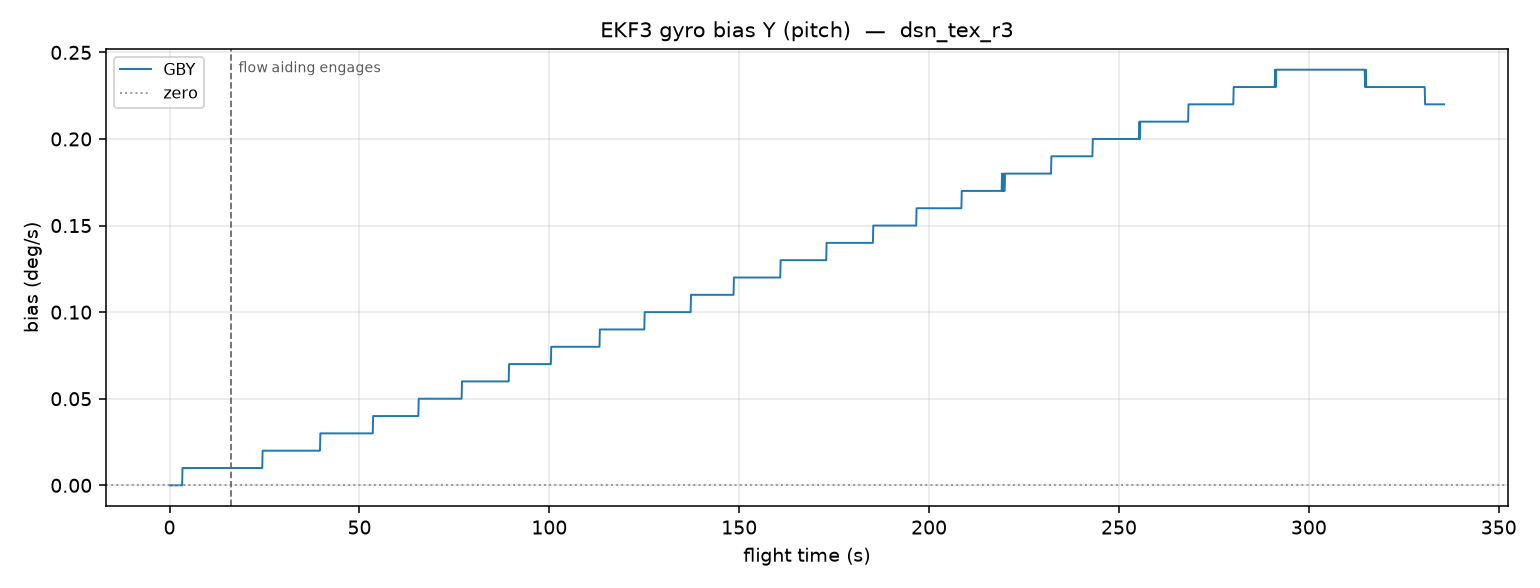 EKF3 gyro bias Y (pitch) — dsn_tex_r3
GBY
zero
flow aiding engages
bias (deg/s)
0.25
0.20
0.15
0.10
0.05
0.00
0 50 100 150 200 250 300 350
flight time (s)